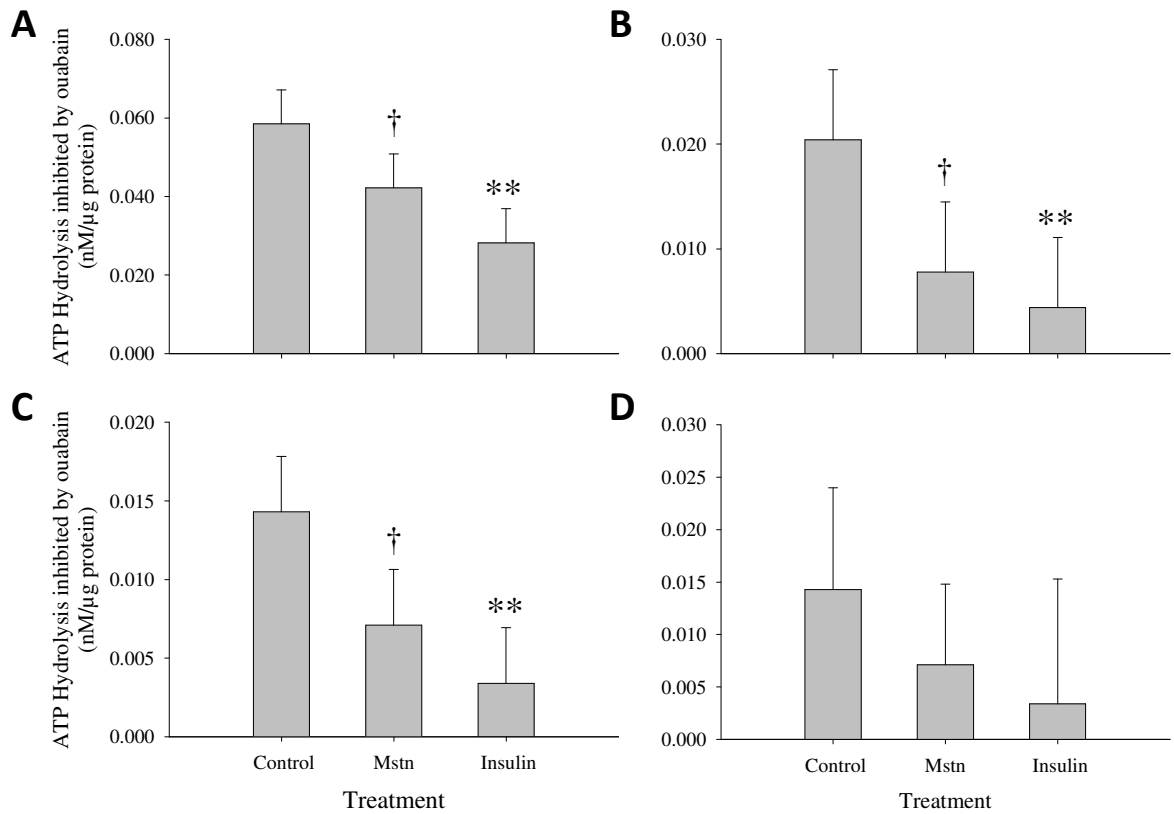 A
ATP Hydrolysis inhibited by ouabain
(nM/µg protein)
0.080
0.060
0.040
0.020
0.000
†
**
B
0.030
0.020
0.010
0.000
†
**
C
ATP Hydrolysis inhibited by ouabain
(nM/µg protein)
0.020
0.015
0.010
0.005
0.000
†
**
Control Mstn Insulin
Treatment
D
0.030
0.025
0.020
0.015
0.010
0.005
0.000
Control Mstn Insulin
Treatment